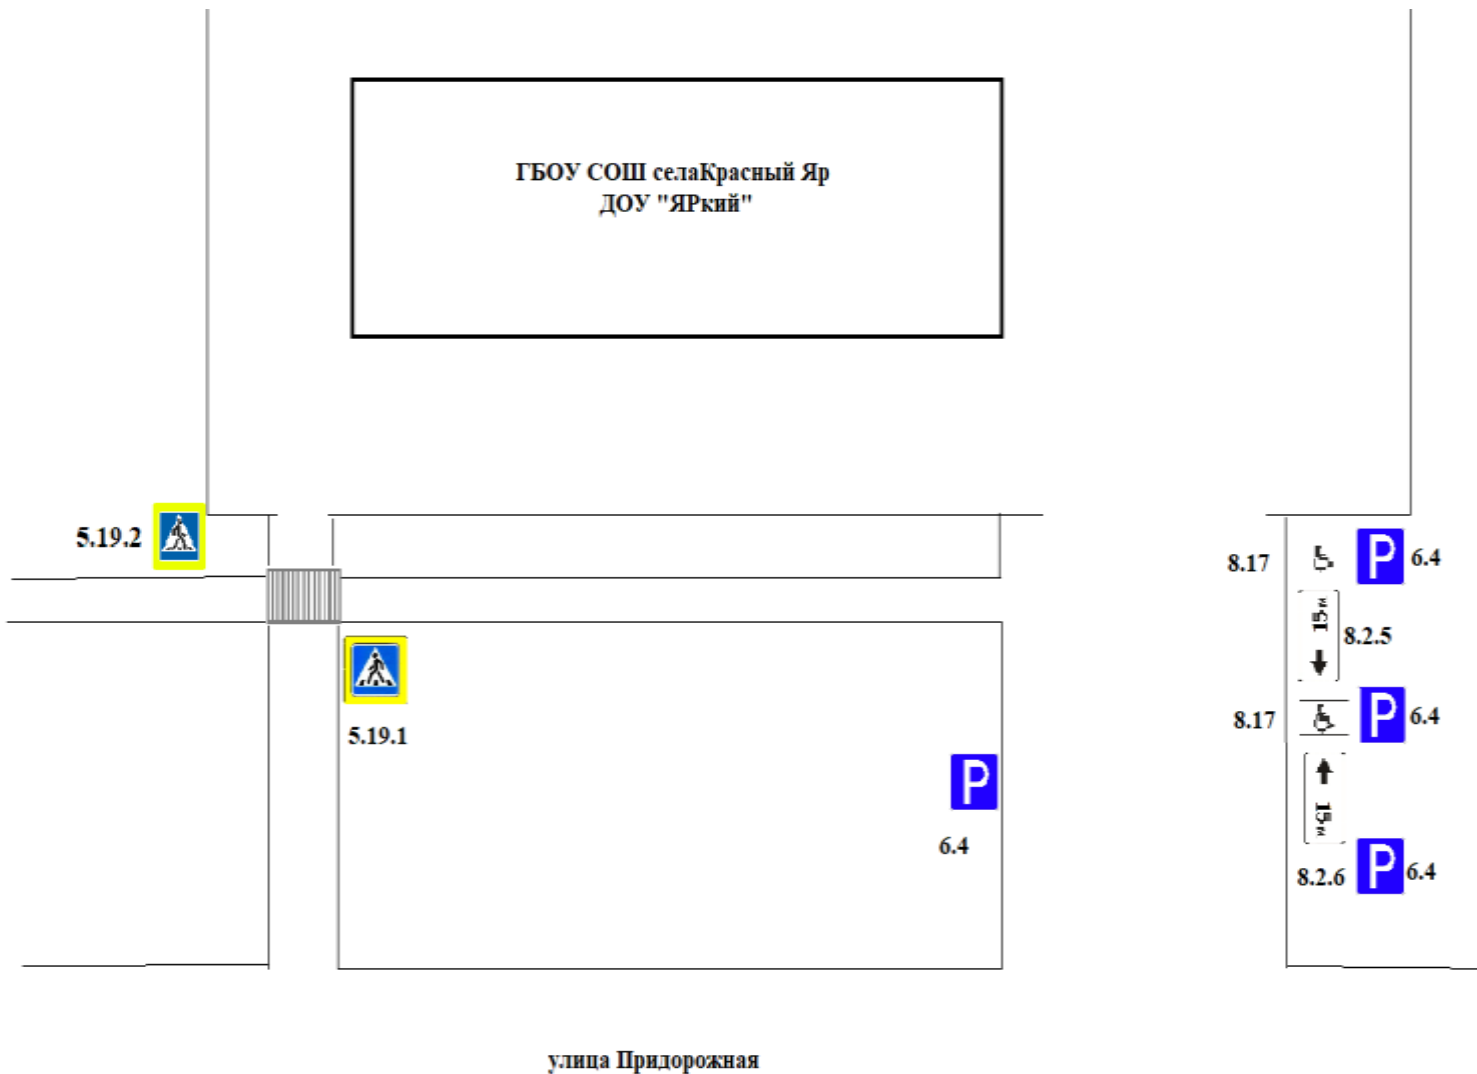 ГБОУ СОШ селаКрасный Яр
ДОУ "ЯРкий"
5.19.2
8.17
P
6.4
15м
8.2.5
5.19.1
8.17
P
6.4
P
6.4
15м
8.2.6
P
6.4
улица Придорожная